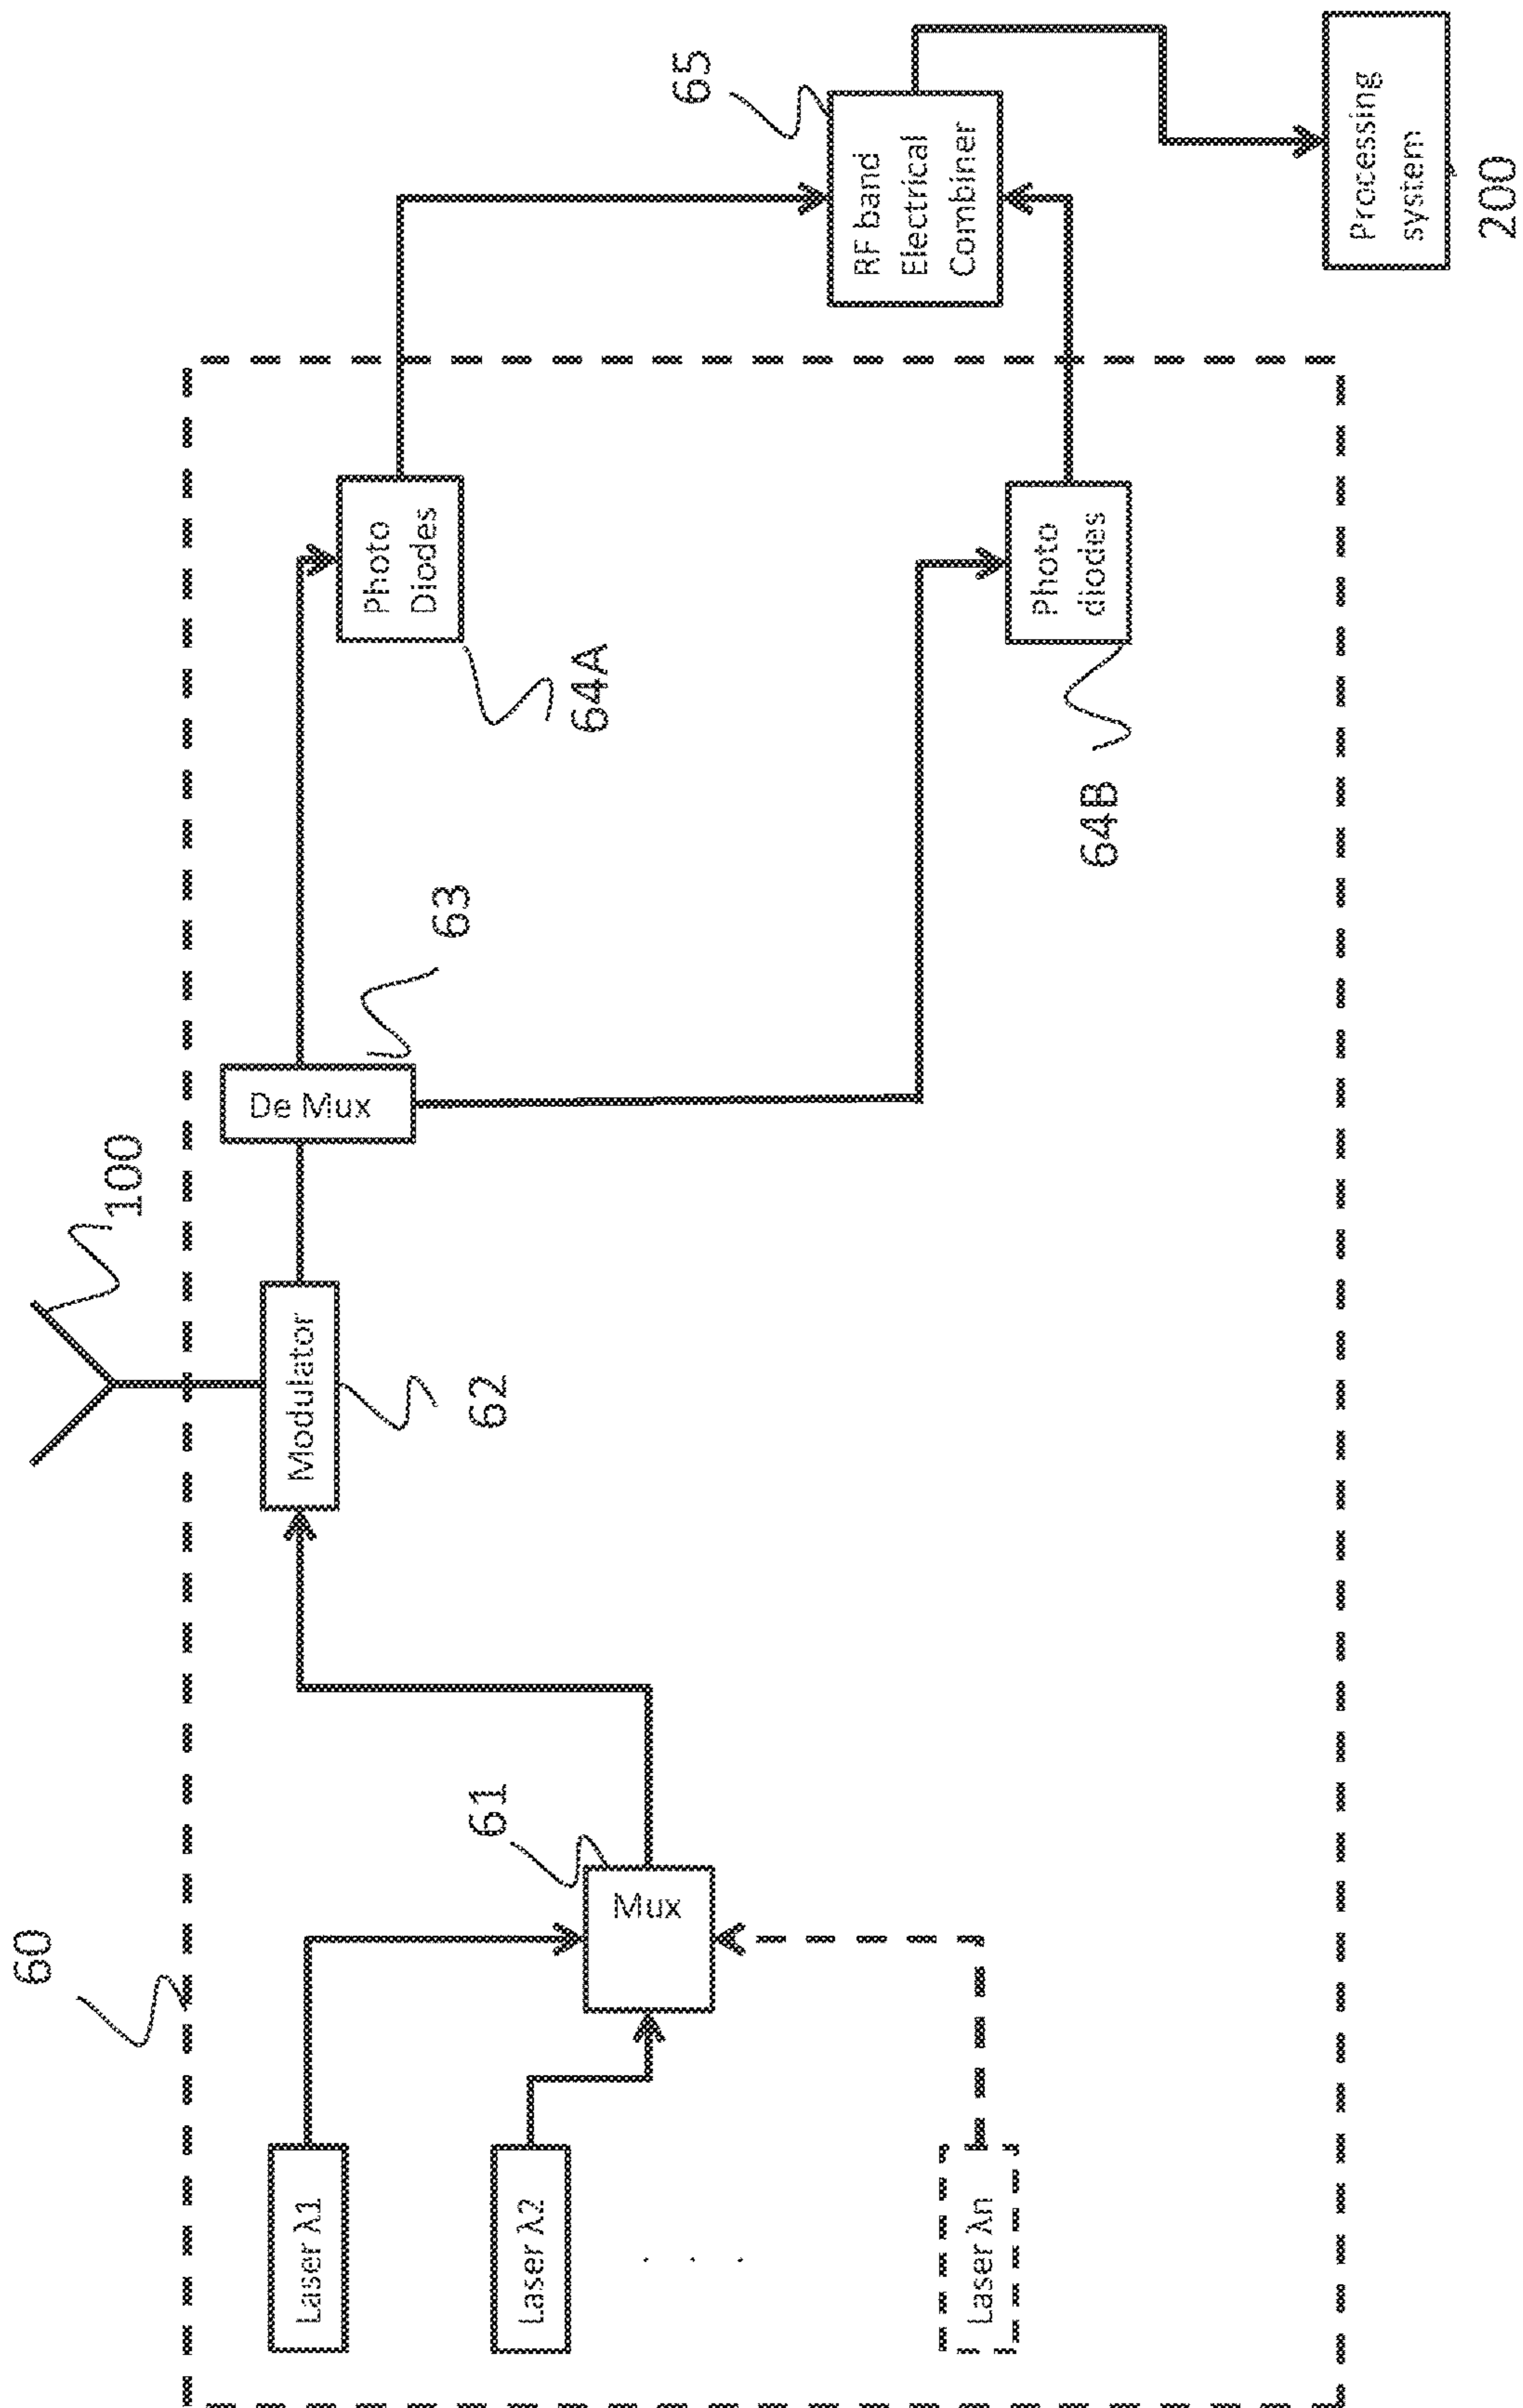 60
100
Laser λ1
Laser λ2
. . .
Laser λn
Mux
61
Modulator
62
De Mux
63
Photo
Diodes
64A
Photo
diodes
64B
RF band
Electrical
Combiner
65
Processing
system
200